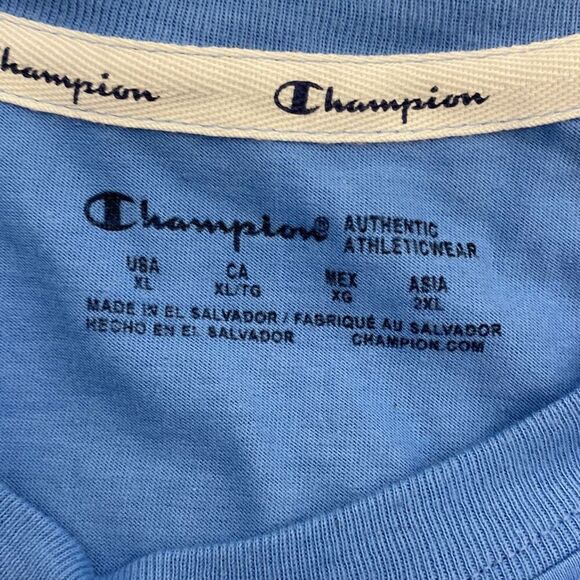 Champion Champion
Champion® AUTHENTIC
ATHLETICWEAR
USA CA MEX ASIA
XL XL/TG XG 2XL
MADE IN EL SALVADOR / FABRIQUÉ AU SALVADOR
HECHO EN EL SALVADOR CHAMPION.COM